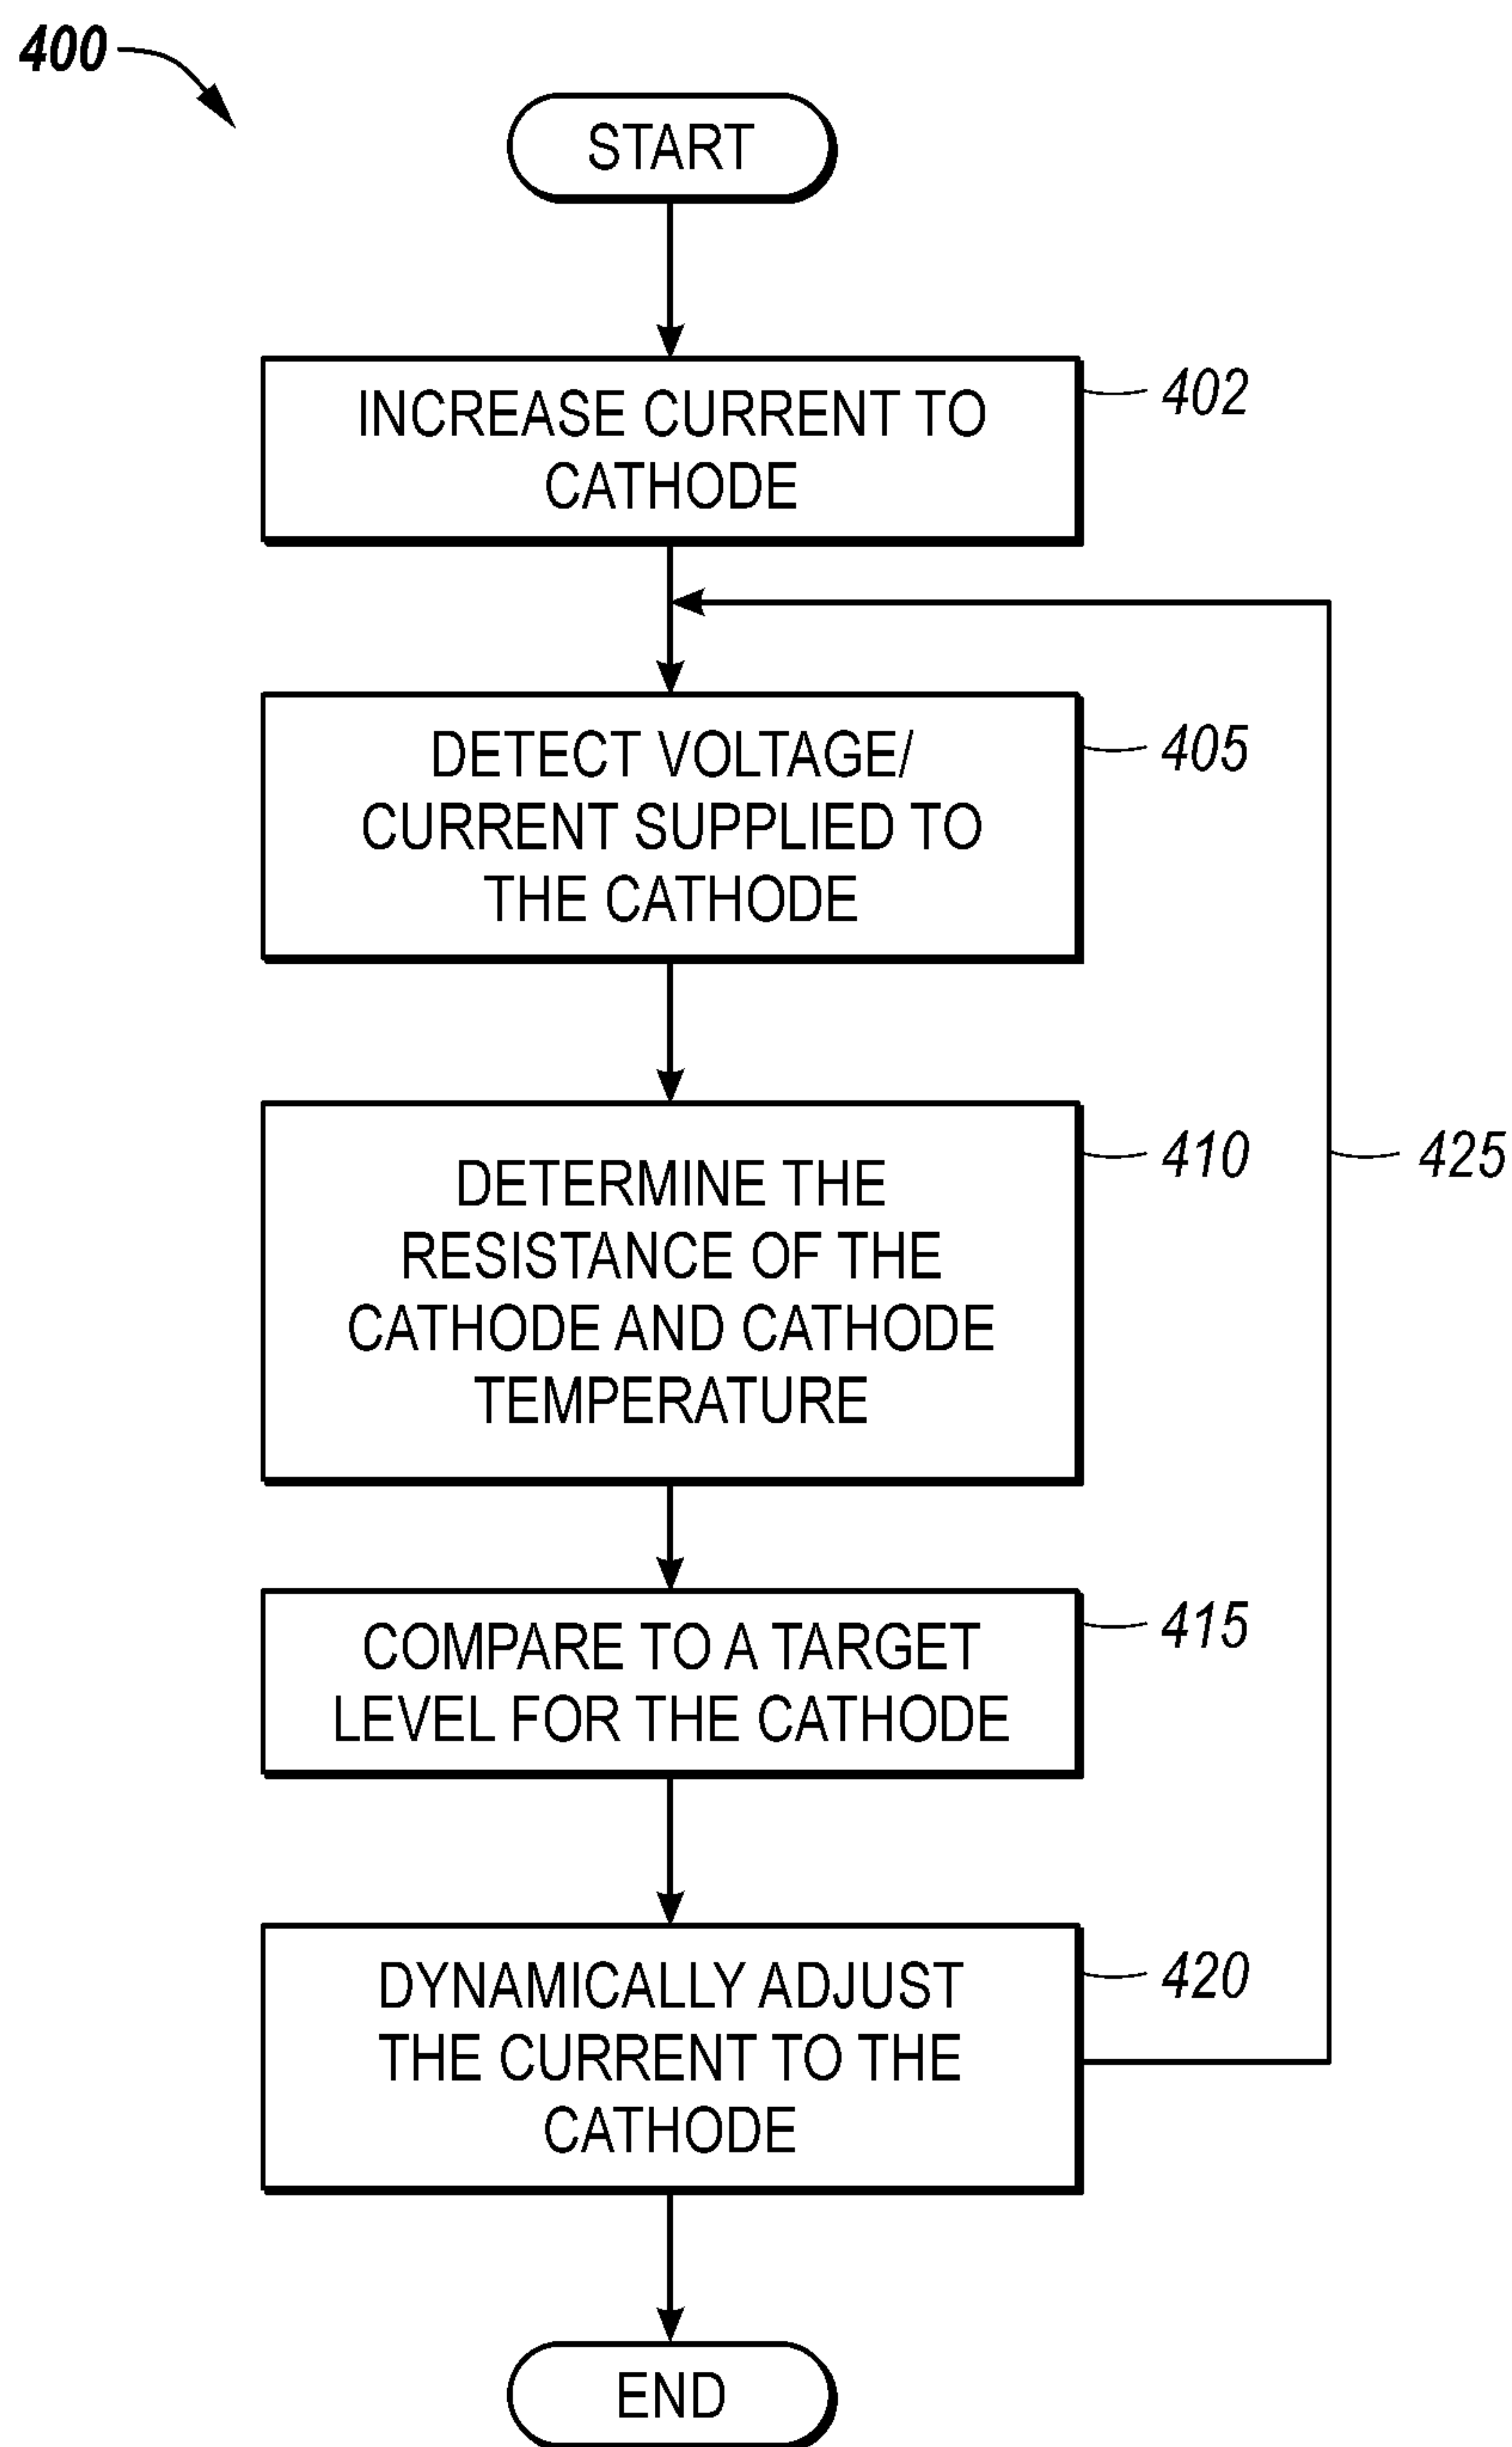 400
START
INCREASE CURRENT TO
CATHODE
402
DETECT VOLTAGE/
CURRENT SUPPLIED TO
THE CATHODE
405
DETERMINE THE
RESISTANCE OF THE
CATHODE AND CATHODE
TEMPERATURE
410
425
COMPARE TO A TARGET
LEVEL FOR THE CATHODE
415
DYNAMICALLY ADJUST
THE CURRENT TO THE
CATHODE
420
END